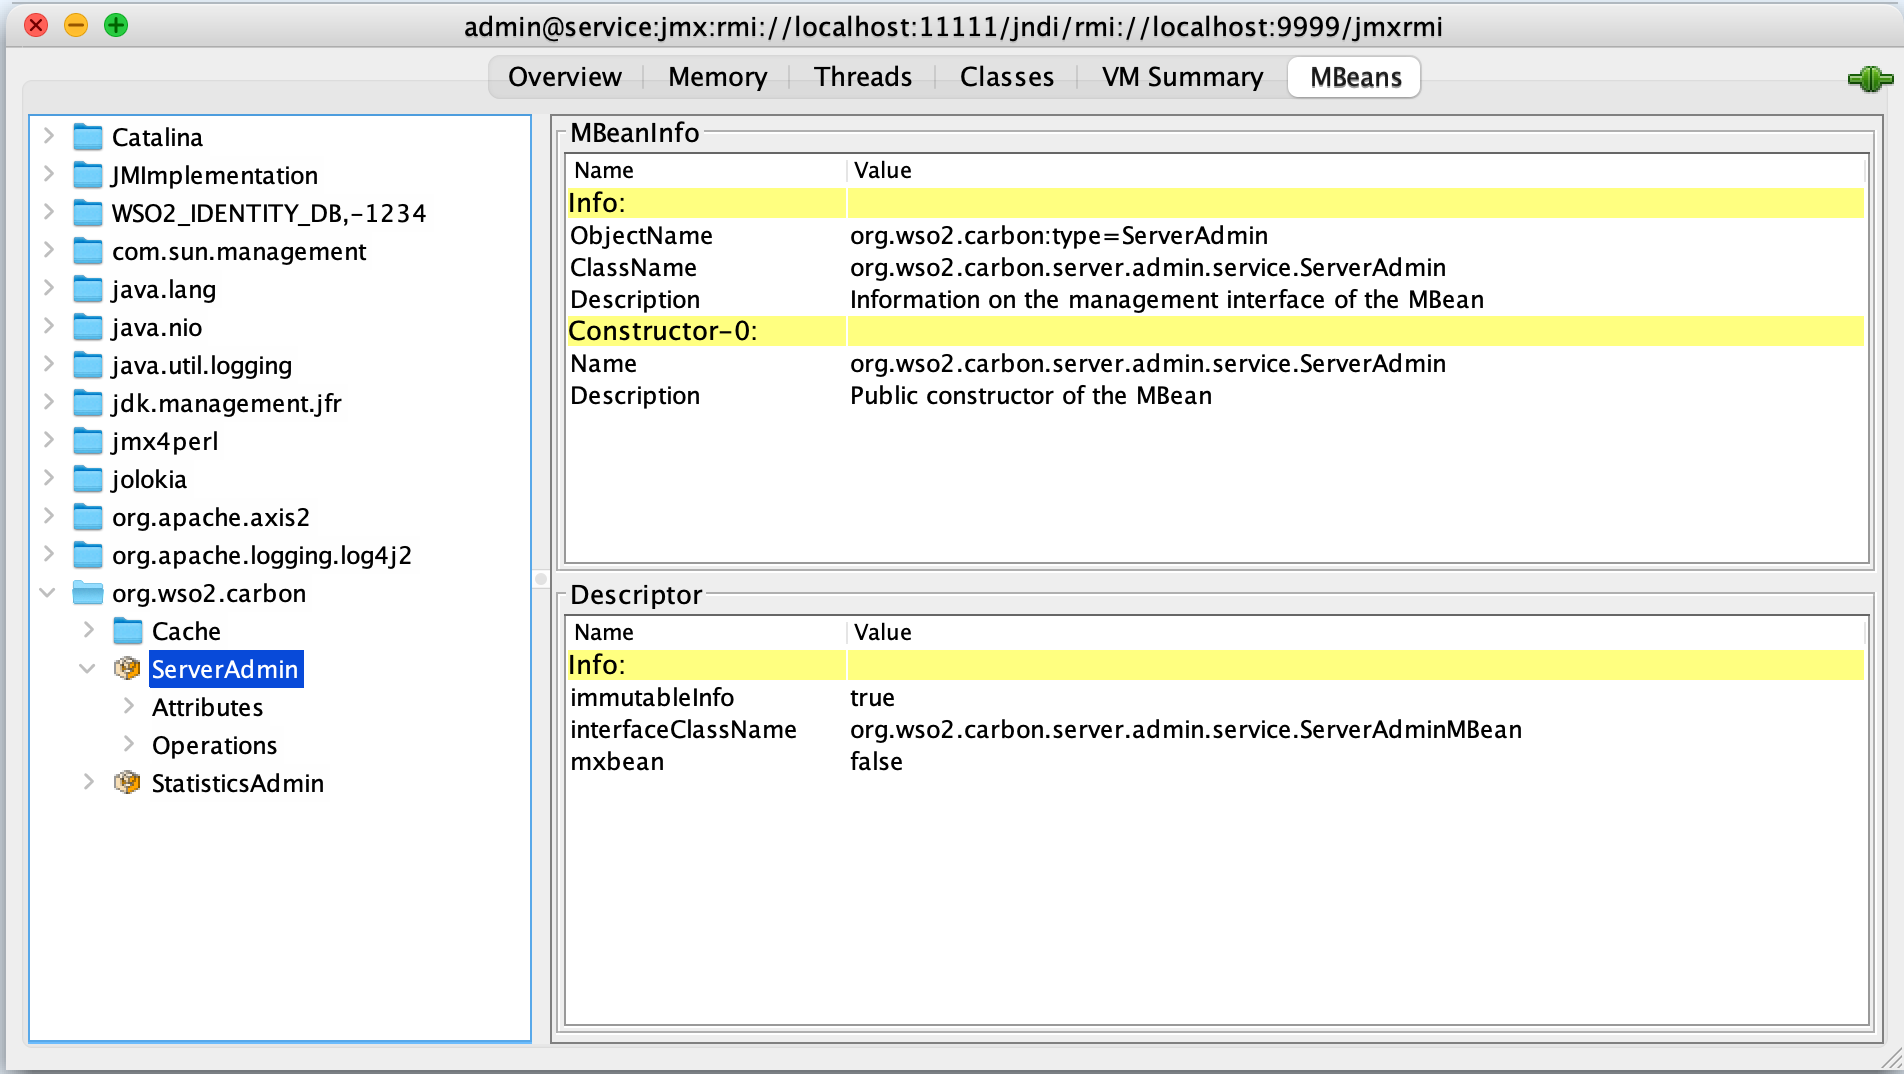 admin@service:jmx:rmi://localhost:11111/jndi/rmi://localhost:9999/jmxrmi
Overview Memory Threads Classes VM Summary MBeans
Catalina
JMImplementation
WSO2_IDENTITY_DB,-1234
com.sun.management
java.lang
java.nio
java.util.logging
jdk.management.jfr
jmx4perl
jolokia
org.apache.axis2
org.apache.logging.log4j2
org.wso2.carbon
Cache
ServerAdmin
Attributes
Operations
StatisticsAdmin
MBeanInfo
Name Value
Info:
ObjectName org.wso2.carbon:type=ServerAdmin
ClassName org.wso2.carbon.server.admin.service.ServerAdmin
Description Information on the management interface of the MBean
Constructor-0:
Name org.wso2.carbon.server.admin.service.ServerAdmin
Description Public constructor of the MBean
Descriptor
Name Value
Info:
immutableInfo true
interfaceClassName org.wso2.carbon.server.admin.service.ServerAdminMBean
mxbean false